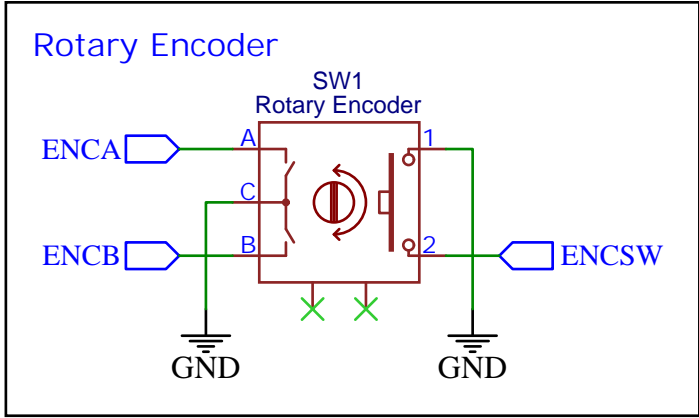 Rotary Encoder
SW1
Rotary Encoder
ENCA
A
1
C
ENCB
B
2
ENCSW
GND
GND